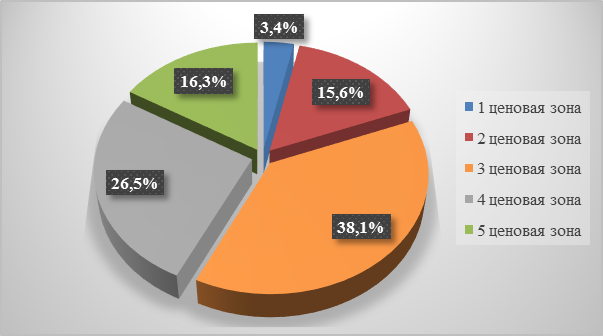 3,4%
15,6%
16,3%
26,5%
38,1%
1 ценовая зона
2 ценовая зона
3 ценовая зона
4 ценовая зона
5 ценовая зона